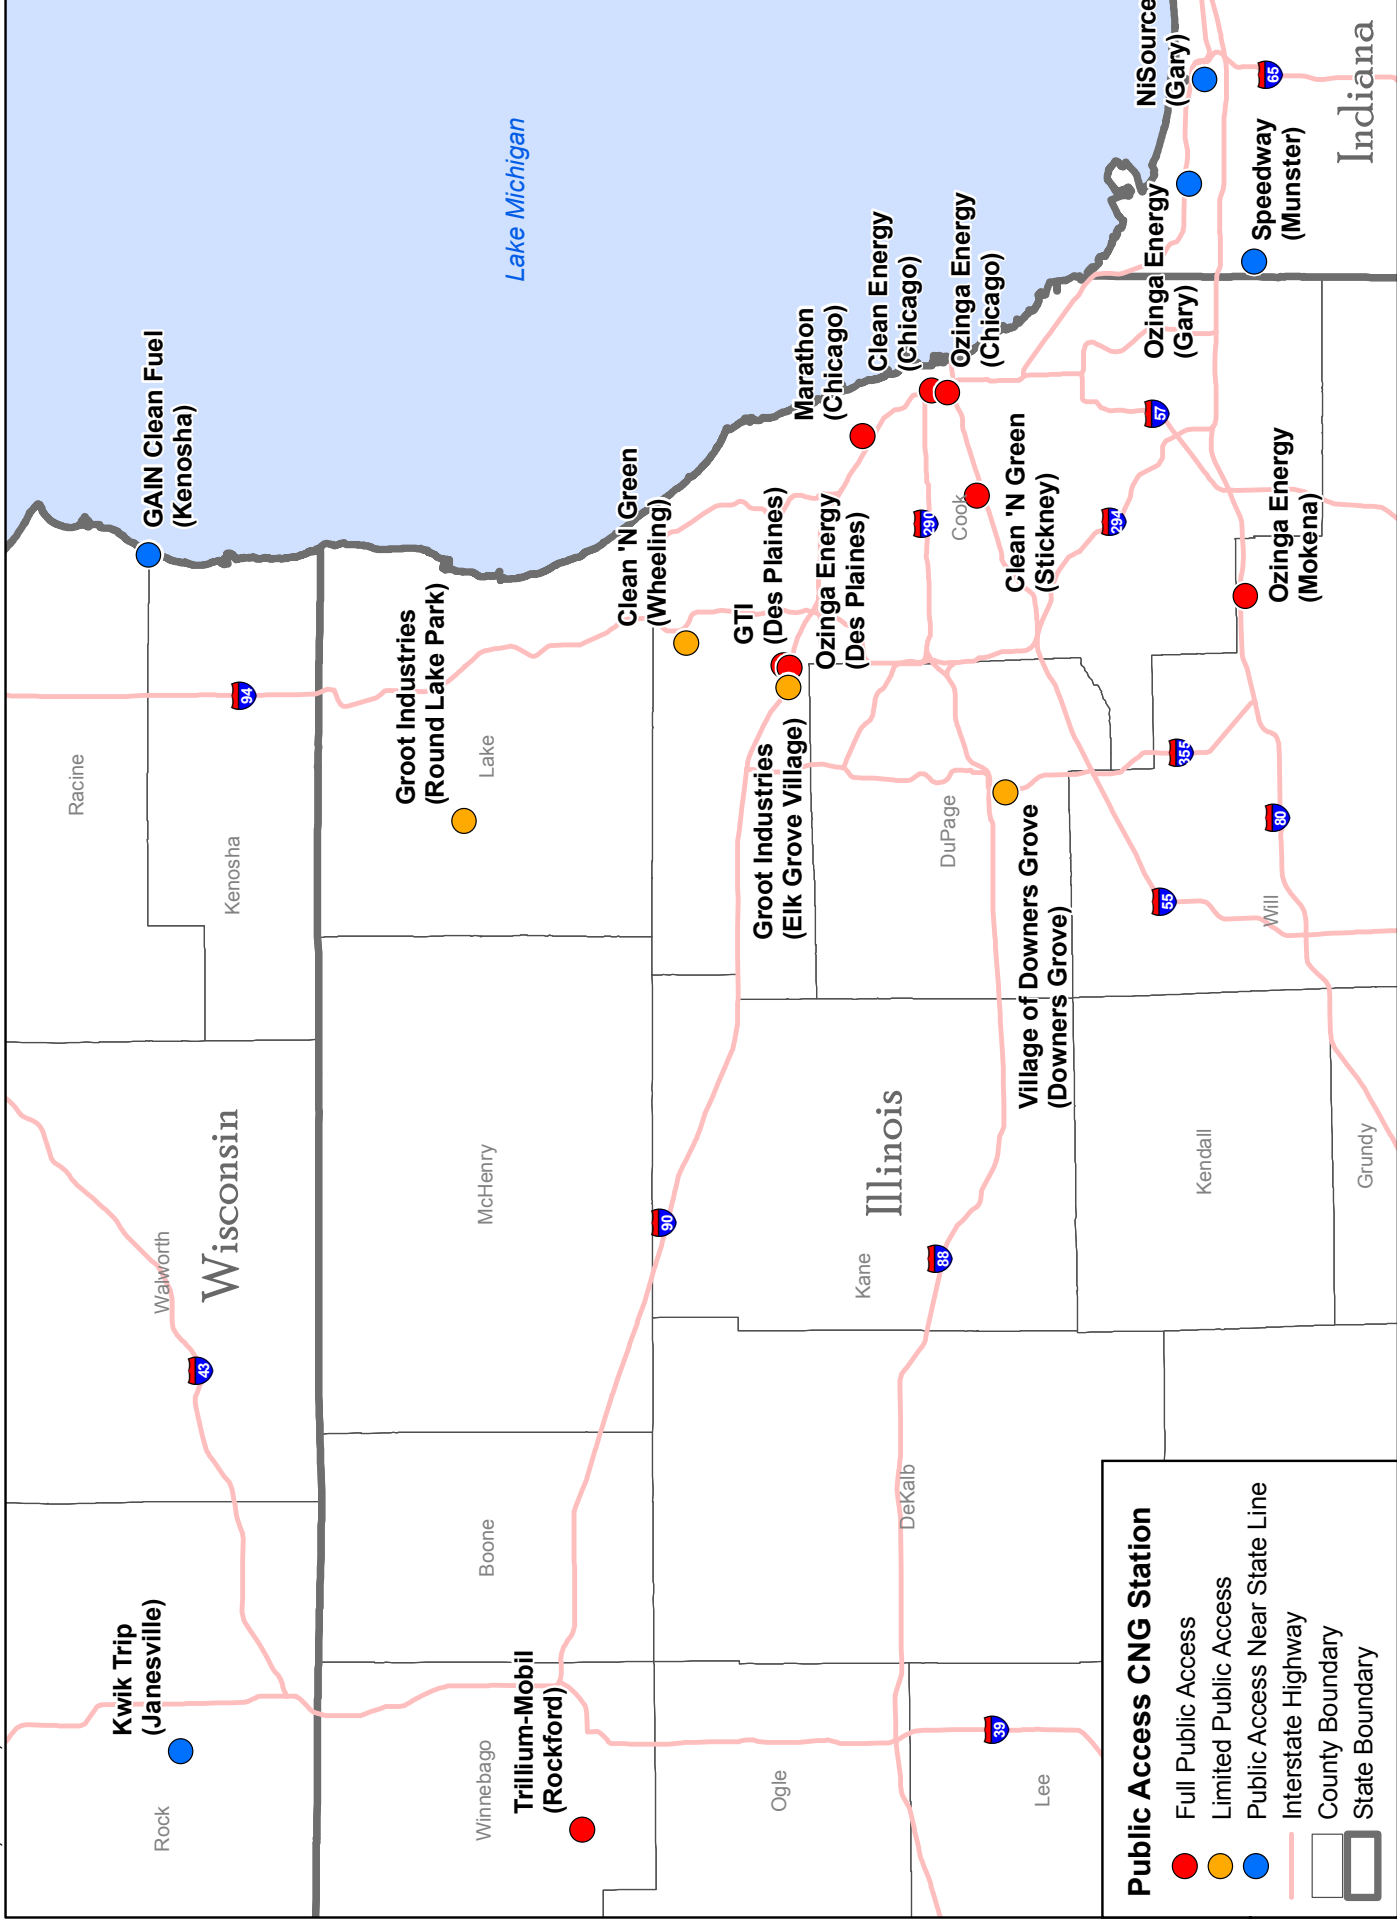 Kwik Trip
(Janesville)
Rock
Walworth
Wisconsin
43
Racine
Kenosha
94
GAIN Clean Fuel
(Kenosha)
Lake Michigan
Winnebago
Trillium-Mobil
(Rockford)
Boone
McHenry
Groot Industries
(Round Lake Park)
Lake
Clean 'N Green
(Wheeling)
90
GTI
(Des Plaines)
Ozinga Energy
(Des Plaines)
Groot Industries
(Elk Grove Village)
Marathon
(Chicago)
Clean Energy
(Chicago)
Ozinga Energy
(Chicago)
Ogle
DeKalb
Kane
Illinois
88
DuPage
290
Cook
Clean 'N Green
(Stickney)
39
Lee
Village of Downers Grove
(Downers Grove)
294
57
55
355
Kendall
Will
80
Grundy
Ozinga Energy
(Mokena)
Ozinga Energy
(Gary)
NiSource
(Gary)
Speedway
(Munster)
65
Indiana
Public Access CNG Station
Full Public Access
Limited Public Access
Public Access Near State Line
Interstate Highway
County Boundary
State Boundary